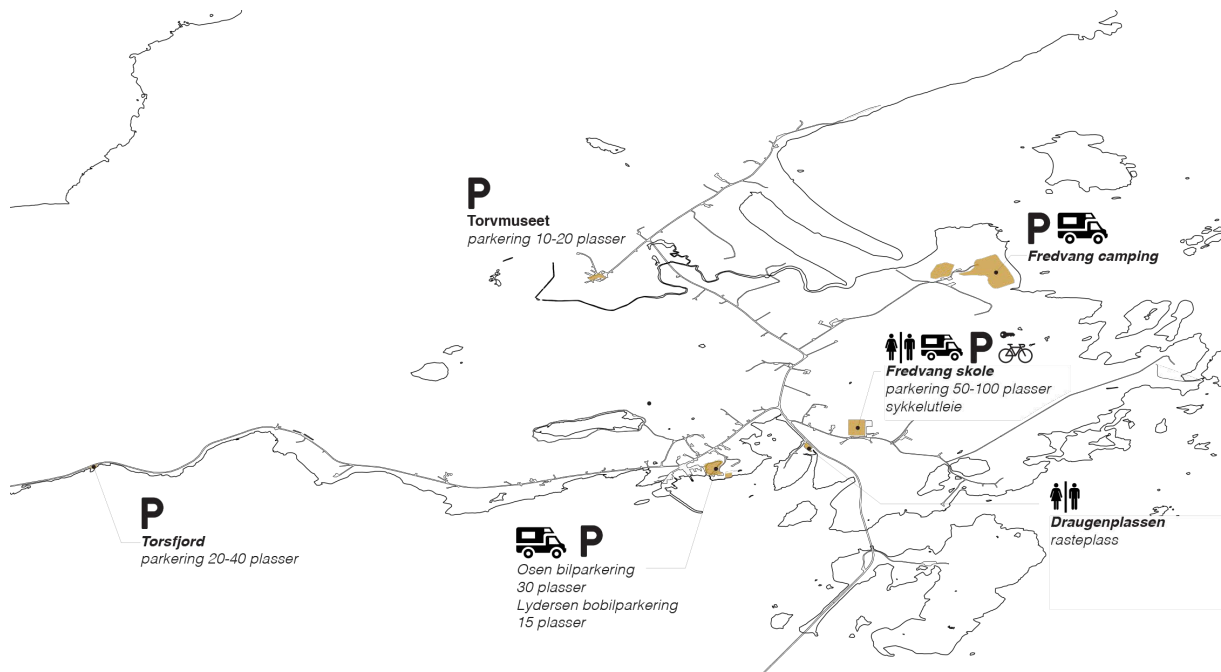 P
Torvmuseet
parkering 10-20 plasser
P
Fredvang camping
P
Fredvang skole
parkering 50-100 plasser
sykkelutleie
P
Torsfjord
parkering 20-40 plasser
P
Osen bilparkering
30 plasser
Lydersen bobilparkering
15 plasser
Draugenplassen
rasteplass